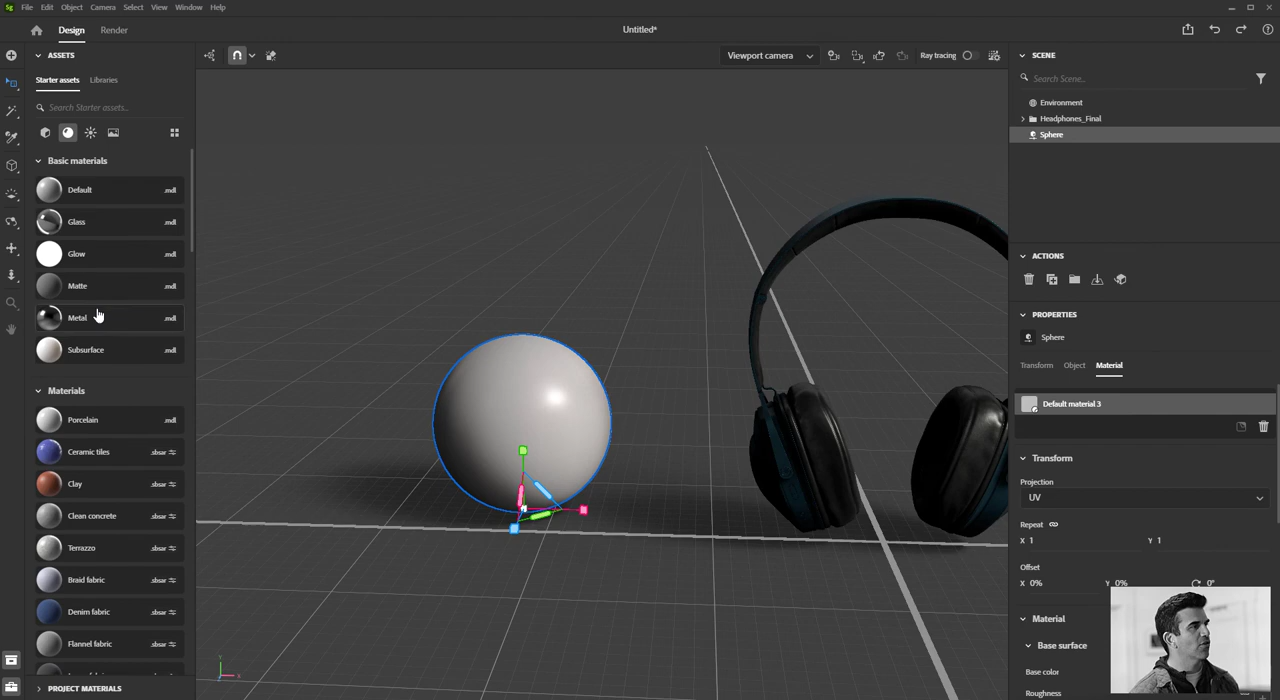 Sg File Edit Object Camera Select View Window Help
Design Render Untitled*
ASSETS
Starter assets Libraries
Search Starter assets..
Basic materials
Default .mdl
Glass .mdl
Glow .mdl
Matte .mdl
Metal .mdl
Subsurface .mdl
Materials
Porcelain .mdl
Ceramic tiles .sbsar
Clay .sbsar
Clean concrete .sbsar
Terrazzo .sbsar
Braid fabric .sbsar
Denim fabric .sbsar
Flannel fabric .sbsar
PROJECT MATERIALS
Viewport camera Ray tracing
SCENE
Search Scene..
Environment
Headphones_Final
Sphere
ACTIONS
PROPERTIES
Sphere
Transform Object Material
Default material 3
Transform
Projection
UV
Repeat
X 1 Y 1
Offset
X 0% Y 0% 0°
Material
Base surface
Base color
Roughness